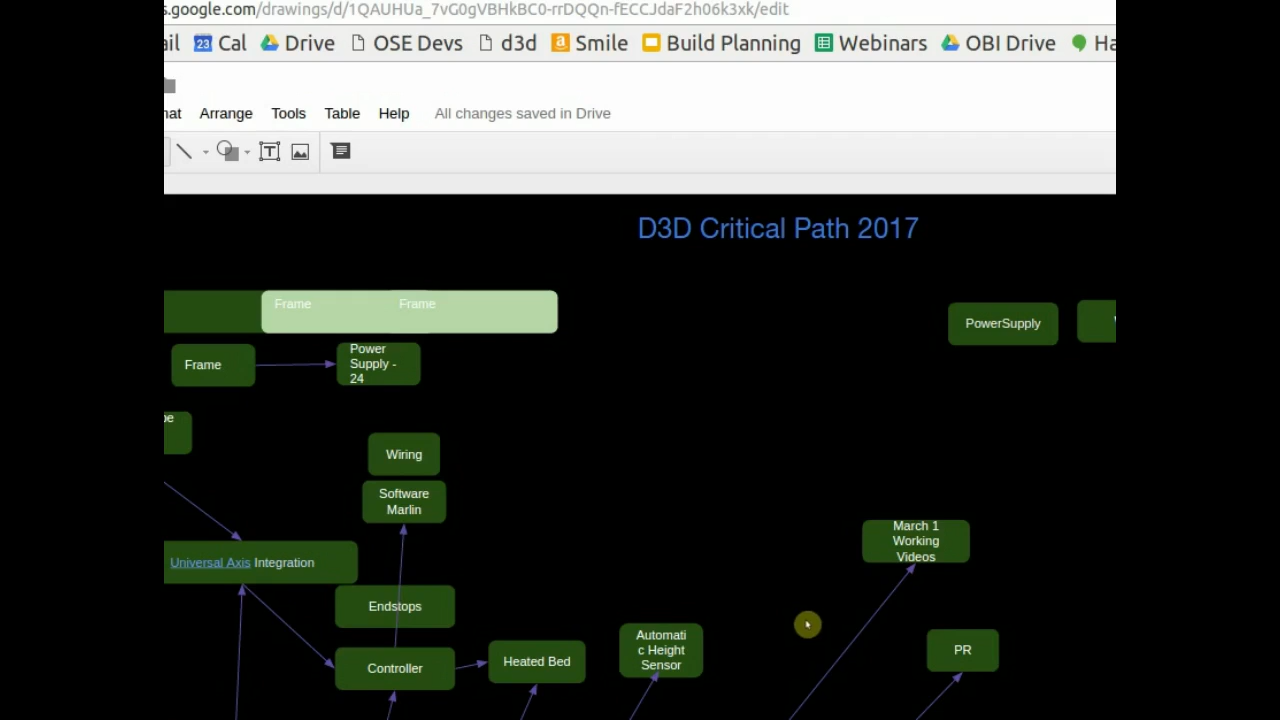 s.google.com/drawings/d/1QAUHUa_7vG0gVBHkBC0-rrDQQn-fECCJdaF2h06k3xk/edit
ail Cal Drive OSE Devs d3d Smile Build Planning Webinars OBI Drive Ha
nat Arrange Tools Table Help All changes saved in Drive
D3D Critical Path 2017
Frame Frame
PowerSupply
Frame
Power
Supply -
24
pe
Wiring
Software
Marlin
March 1
Working
Videos
Universal Axis Integration
Endstops
Controller
Heated Bed
Automati
c Height
Sensor
PR